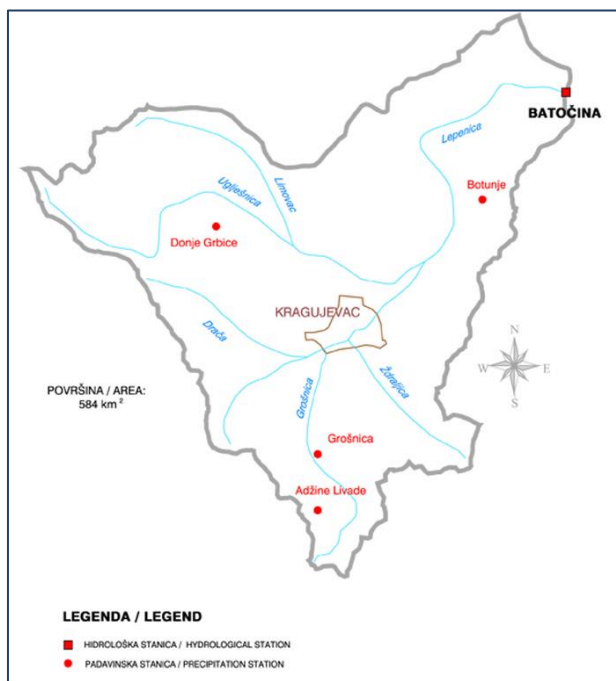 BATOČINA
Lepenica
Limovac
Uglješnica
Botunje
Donje Grbice
KRAGUJEVAC
Drača
Ždraljica
Grošnica
N
W
E
S
POVRŠINA / AREA:
584 km²
Grošnica
Adžine Livade
LEGENDA / LEGEND
HIDROLOŠKA STANICA / HYDROLOGICAL STATION
PADAVINSKA STANICA / PRECIPITATION STATION